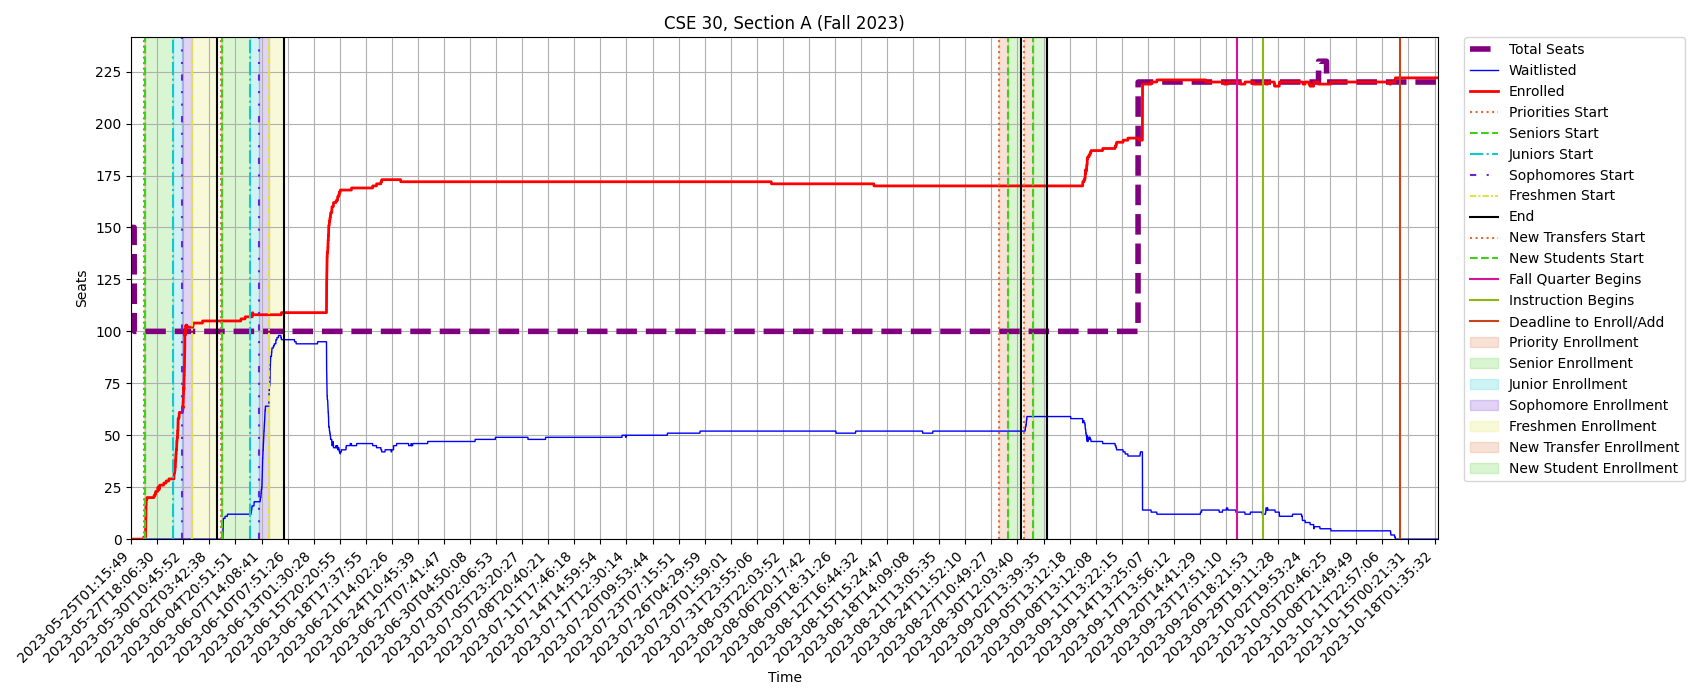 CSE 30, Section A (Fall 2023)
Seats
225
200
175
150
125
100
75
50
25
0
2023-05-25T01:15:49
2023-05-27T18:06:30
2023-05-30T10:45:52
2023-06-02T03:42:38
2023-06-04T20:51:51
2023-06-07T14:08:41
2023-06-10T07:51:26
2023-06-13T01:30:28
2023-06-15T20:20:55
2023-06-18T17:37:55
2023-06-21T14:02:26
2023-06-24T10:45:39
2023-06-27T07:41:47
2023-06-30T04:50:08
2023-07-03T02:06:53
2023-07-05T23:20:27
2023-07-08T20:40:21
2023-07-11T17:46:18
2023-07-14T14:59:54
2023-07-17T12:30:14
2023-07-20T09:53:44
2023-07-23T07:15:51
2023-07-26T04:29:59
2023-07-29T01:59:01
2023-07-31T23:55:06
2023-08-03T22:03:52
2023-08-06T20:17:42
2023-08-09T18:31:26
2023-08-12T16:44:32
2023-08-15T15:24:47
2023-08-18T14:09:08
2023-08-21T13:05:35
2023-08-24T11:52:10
2023-08-27T10:49:27
2023-08-30T12:03:40
2023-09-02T13:39:35
2023-09-05T13:12:18
2023-09-08T13:12:08
2023-09-11T13:22:15
2023-09-14T13:25:07
2023-09-17T13:56:12
2023-09-20T14:41:29
2023-09-23T17:51:10
2023-09-26T18:21:53
2023-09-29T19:11:28
2023-10-02T19:53:24
2023-10-05T20:46:25
2023-10-08T21:49:49
2023-10-11T22:57:06
2023-10-15T00:21:31
2023-10-18T01:35:32
Time
Total Seats
Waitlisted
Enrolled
Priorities Start
Seniors Start
Juniors Start
Sophomores Start
Freshmen Start
End
New Transfers Start
New Students Start
Fall Quarter Begins
Instruction Begins
Deadline to Enroll/Add
Priority Enrollment
Senior Enrollment
Junior Enrollment
Sophomore Enrollment
Freshmen Enrollment
New Transfer Enrollment
New Student Enrollment